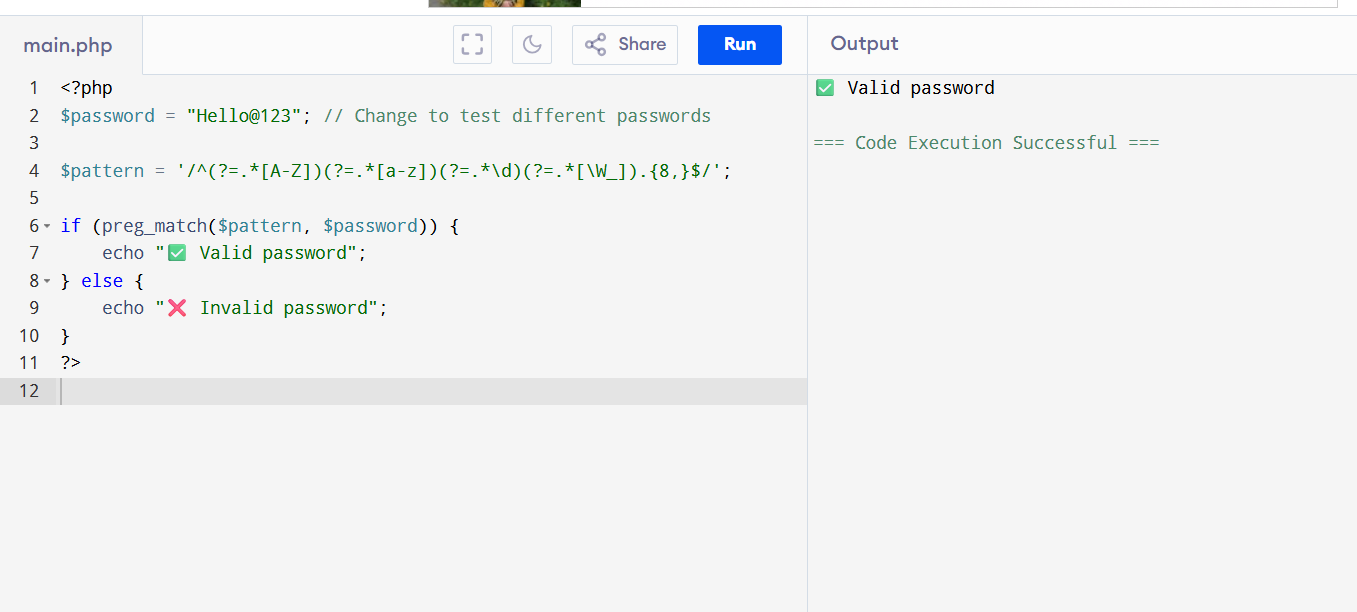 main.php
Share
Run
Output
1 <?php
2 $password = "Hello@123"; // Change to test different passwords
3
4 $pattern = '/^(?=.*[A-Z])(?=.*[a-z])(?=.*\d)(?=.*[\W_]).{8,}$/';
5
6 if (preg_match($pattern, $password)) {
7     echo "✅ Valid password";
8 } else {
9     echo "❌ Invalid password";
10 }
11 ?>
12
✅ Valid password
=== Code Execution Successful ===